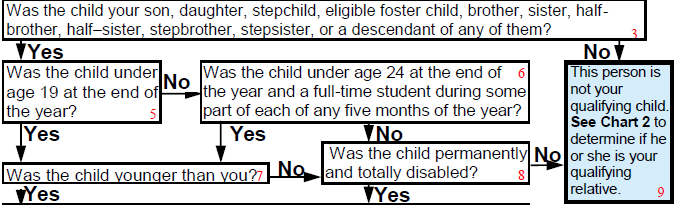 Was the child your son, daughter, stepchild, eligible foster child, brother, sister, half-
brother, half–sister, stepbrother, stepsister, or a descendant of any of them? 3
Yes
No
Was the child under
age 19 at the end of
the year? 5
No
Was the child under age 24 at the end of 6
the year and a full-time student during some
part of each of any five months of the year?
This person is
not your
qualifying child.
See Chart 2 to
determine if he
or she is your
qualifying
relative. 9
Yes
Yes
No
Was the child younger than you? 7
No
Was the child permanently
and totally disabled? 8
No
Yes
Yes